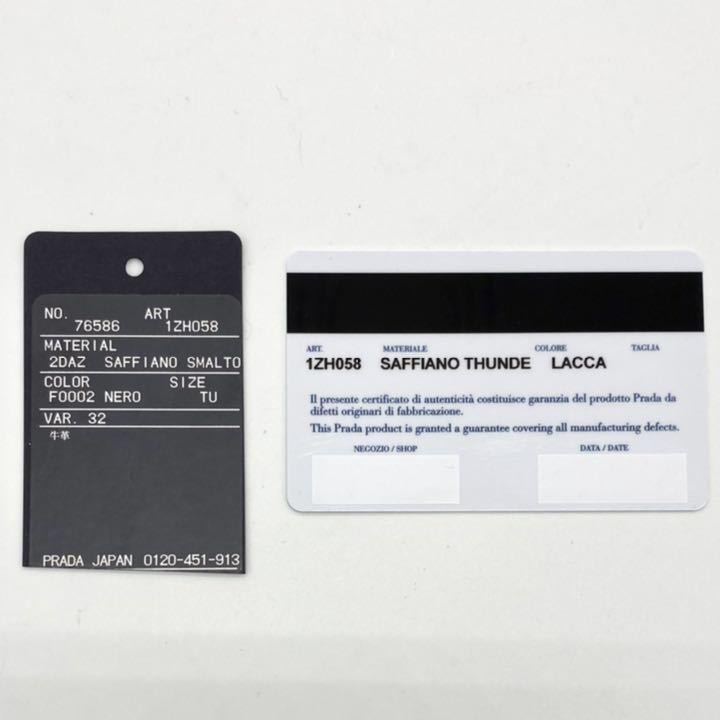 NO. ART
76586 1ZH058
MATERIAL
2DAZ SAFFIANO SMALTO
COLOR SIZE
F0002 NERO TU
VAR. 32
牛革
PRADA JAPAN 0120-451-913
ART. MATERIALE COLORE TAGLIA
1ZH058 SAFFIANO THUNDE LACCA
Il presente certificato di autenticità costituisce garanzia del prodotto Prada da
difetti originari di fabbricazione.
This Prada product is granted a guarantee covering all manufacturing defects.
NEGOZIO / SHOP DATA / DATE